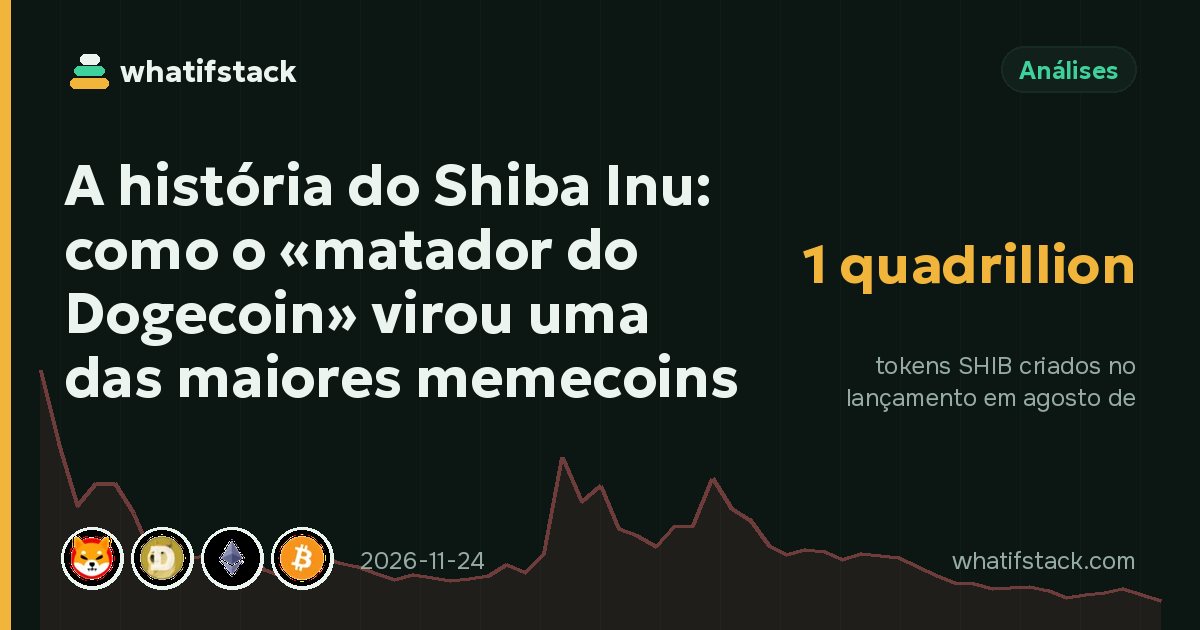 whatifstack
Análises
A história do Shiba Inu:
como o «matador do
Dogecoin» virou uma
das maiores memecoins
1 quadrillion
tokens SHIB criados no
lançamento em agosto de
2026-11-24
whatifstack.com